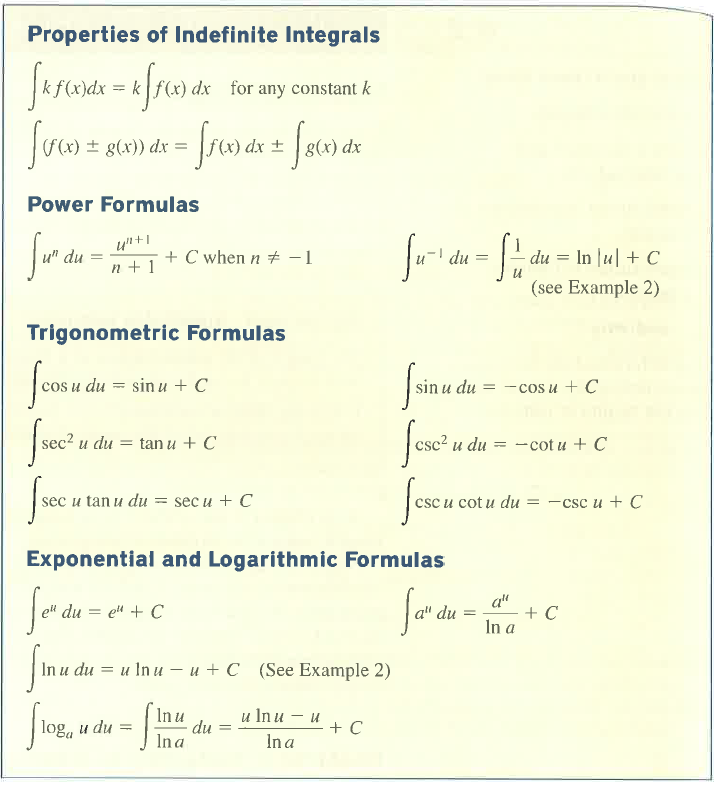 Properties of Indefinite Integrals
∫ k f(x)dx = k ∫ f(x) dx for any constant k
∫ (f(x) ± g(x)) dx = ∫ f(x) dx ± ∫ g(x) dx
Power Formulas
∫ uⁿ du = uⁿ⁺¹/(n + 1) + C when n ≠ −1
∫ u⁻¹ du = ∫ 1/u du = ln |u| + C
(see Example 2)
Trigonometric Formulas
∫ cos u du = sin u + C
∫ sin u du = −cos u + C
∫ sec² u du = tan u + C
∫ csc² u du = −cot u + C
∫ sec u tan u du = sec u + C
∫ csc u cot u du = −csc u + C
Exponential and Logarithmic Formulas
∫ eᵘ du = eᵘ + C
∫ aᵘ du = aᵘ/ln a + C
∫ ln u du = u ln u − u + C (See Example 2)
∫ logₐ u du = ∫ ln u/ln a du = (u ln u − u)/ln a + C